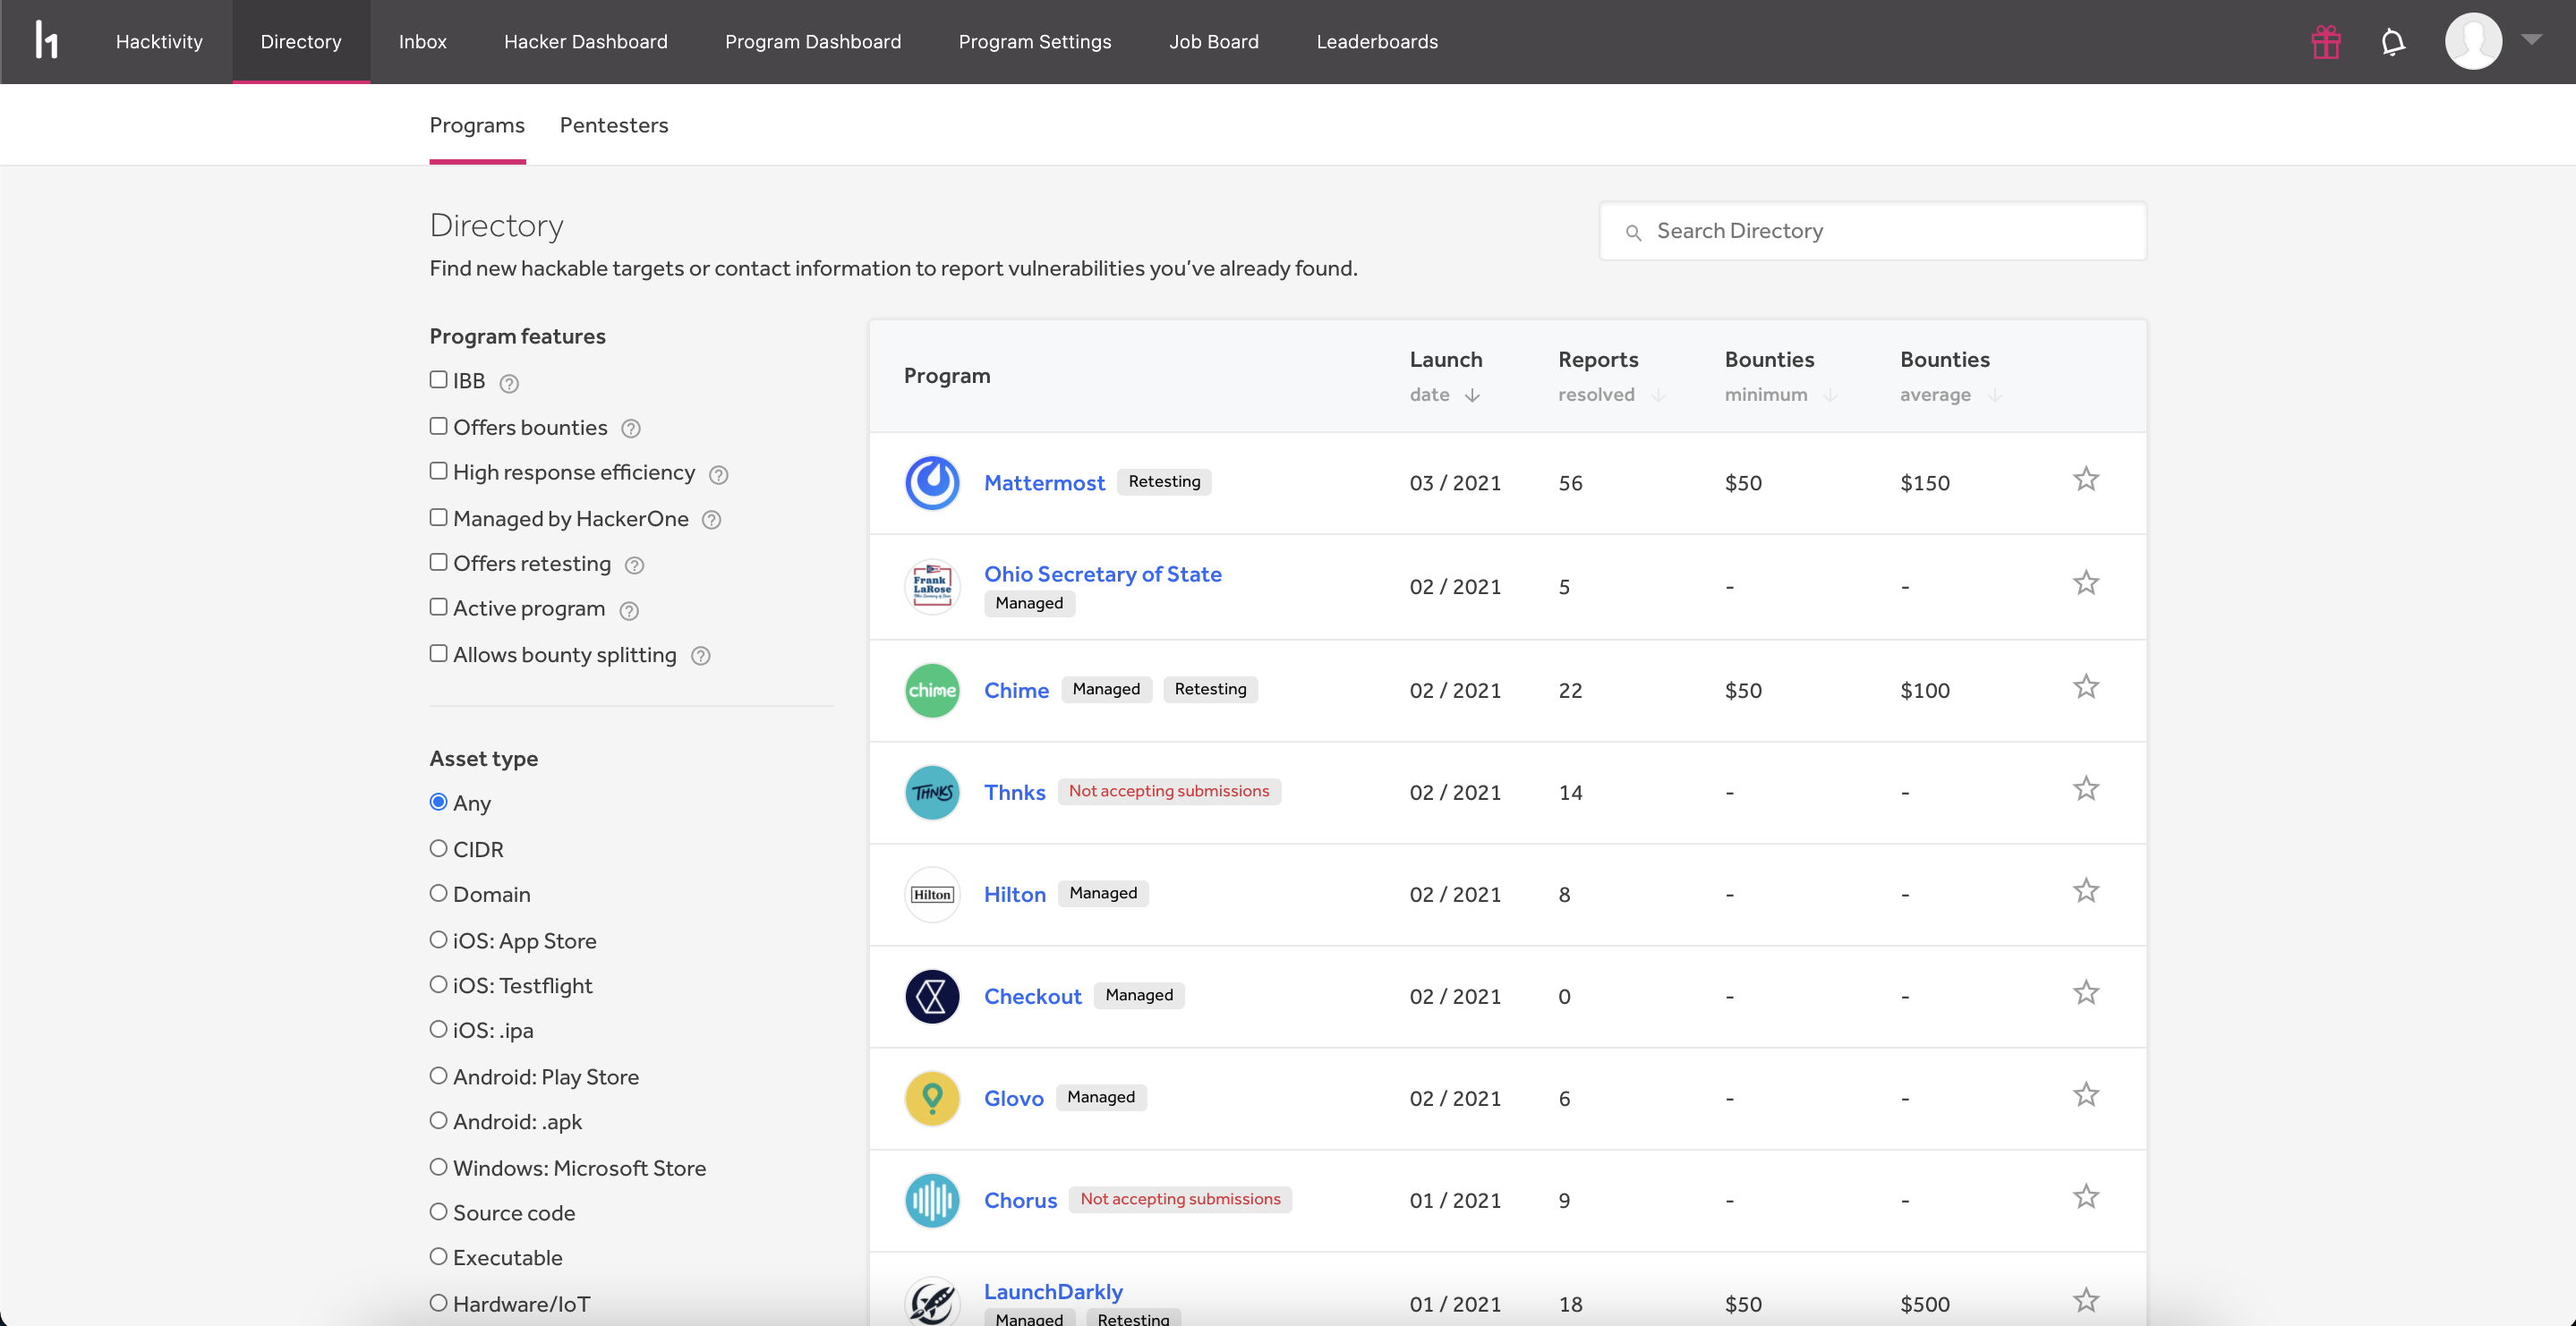 Hacktivity Directory Inbox Hacker Dashboard Program Dashboard Program Settings Job Board Leaderboards
Programs Pentesters
Directory
Search Directory
Find new hackable targets or contact information to report vulnerabilities you've already found.
Program features
IBB
Offers bounties
High response efficiency
Managed by HackerOne
Offers retesting
Active program
Allows bounty splitting
Asset type
Any
CIDR
Domain
iOS: App Store
iOS: Testflight
iOS: .ipa
Android: Play Store
Android: .apk
Windows: Microsoft Store
Source code
Executable
Hardware/IoT
Program Launch date Reports resolved Bounties minimum Bounties average
Mattermost Retesting 03 / 2021 56 $50 $150
Frank LaRose
Ohio Secretary of State Managed 02 / 2021 5 - -
chime Chime Managed Retesting 02 / 2021 22 $50 $100
THNKS Thnks Not accepting submissions 02 / 2021 14 - -
Hilton Hilton Managed 02 / 2021 8 - -
Checkout Managed 02 / 2021 0 - -
Glovo Managed 02 / 2021 6 - -
Chorus Not accepting submissions 01 / 2021 9 - -
LaunchDarkly Managed Retesting 01 / 2021 18 $50 $500